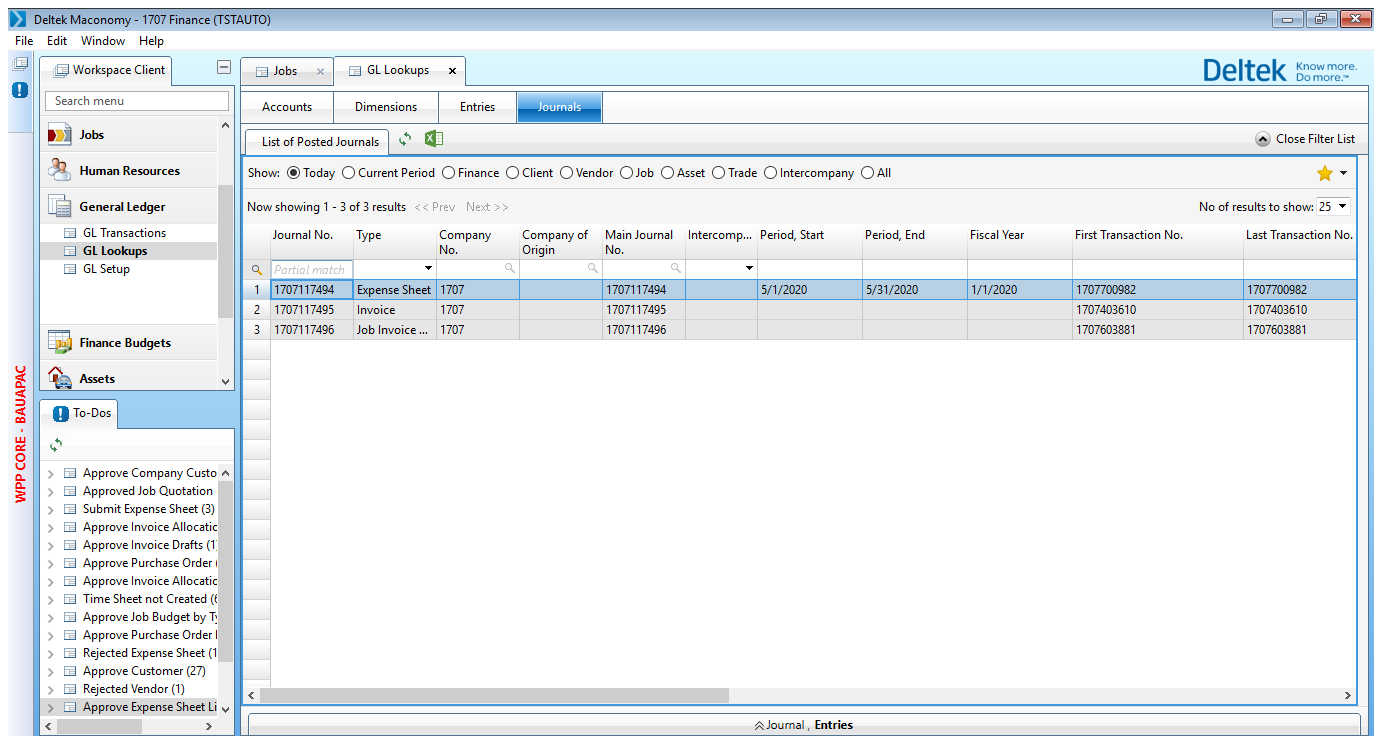 Deltek Maconomy - 1707 Finance (TSTAUTO)
File Edit Window Help
Workspace Client
Jobs
GL Lookups
Deltek Know more. Do more.™
Search menu
Accounts Dimensions Entries Journals
Jobs
Human Resources
General Ledger
GL Transactions
GL Lookups
GL Setup
Finance Budgets
Assets
List of Posted Journals
Close Filter List
Show: Today Current Period Finance Client Vendor Job Asset Trade Intercompany All
Now showing 1 - 3 of 3 results << Prev Next >> No of results to show: 25
Journal No. Type Company No. Company of Origin Main Journal No. Intercomp... Period, Start Period, End Fiscal Year First Transaction No. Last Transaction No.
Partial match
1 1707117494 Expense Sheet 1707 1707117494 5/1/2020 5/31/2020 1/1/2020 1707700982 1707700982
2 1707117495 Invoice 1707 1707117495 1707403610 1707403610
3 1707117496 Job Invoice ... 1707 1707117496 1707603881 1707603881
WPP CORE - BAUAPAC
To-Dos
Approve Company Custo
Approved Job Quotation
Submit Expense Sheet (3)
Approve Invoice Allocatic
Approve Invoice Drafts (1
Approve Purchase Order (
Approve Invoice Allocatic
Time Sheet not Created (6
Approve Job Budget by Ty
Approve Purchase Order
Rejected Expense Sheet (1
Approve Customer (27)
Rejected Vendor (1)
Approve Expense Sheet Li
Journal , Entries